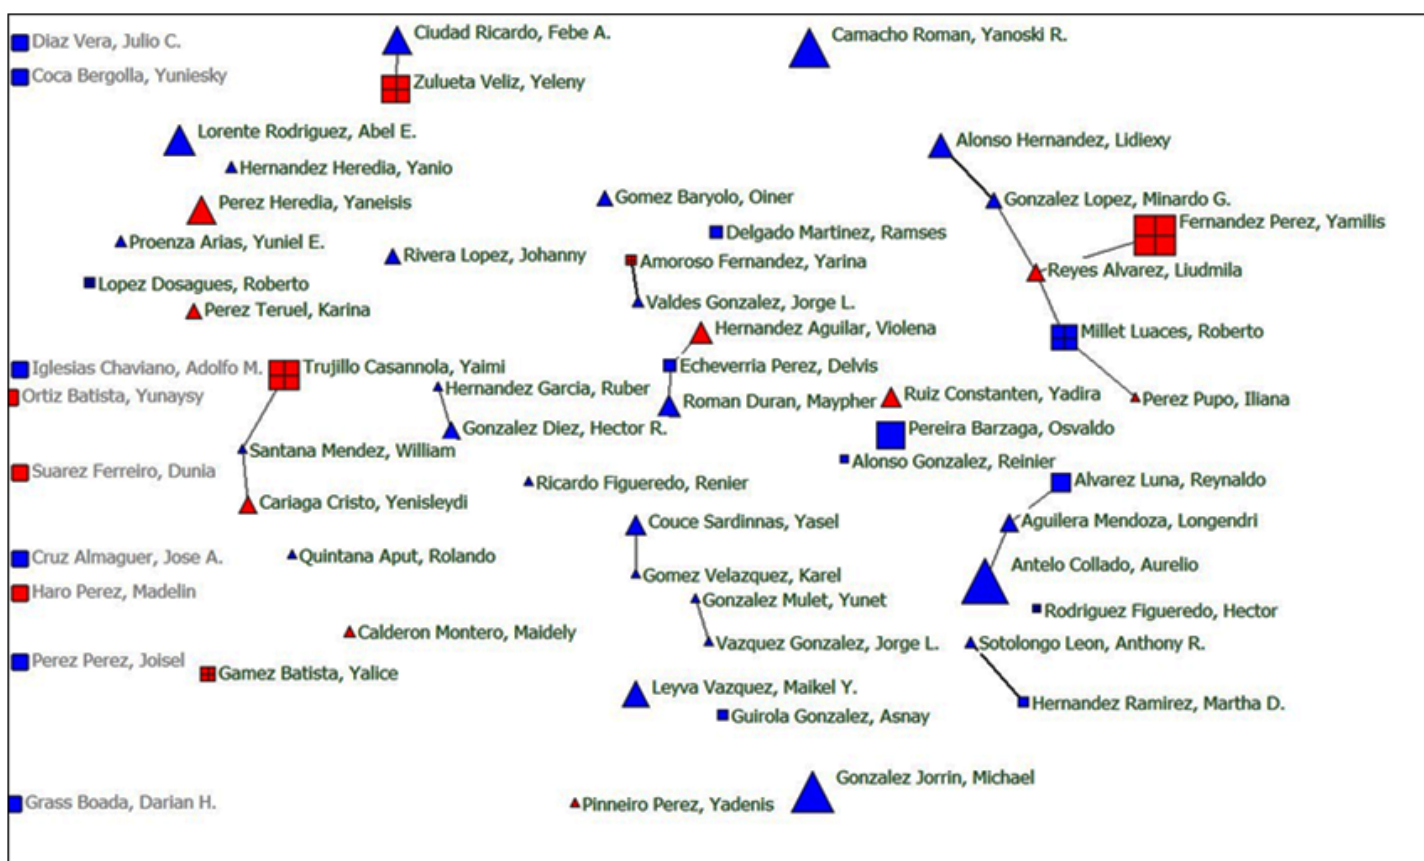 Diaz Vera, Julio C.
Ciudad Ricardo, Febe A.
Camacho Roman, Yanoski R.
Coca Bergolla, Yuniesky
Zulueta Veliz, Yeleny
Lorente Rodriguez, Abel E.
Alonso Hernandez, Lidiexy
Hernandez Heredia, Yanio
Perez Heredia, Yaneisis
Gomez Baryolo, Oiner
Gonzalez Lopez, Minardo G.
Fernandez Perez, Yamilis
Proenza Arias, Yuniel E.
Delgado Martinez, Ramses
Rivera Lopez, Johanny
Amoroso Fernandez, Yarina
Reyes Alvarez, Liudmila
Lopez Dosagues, Roberto
Perez Teruel, Karina
Valdes Gonzalez, Jorge L.
Hernandez Aguilar, Violena
Millet Luaces, Roberto
Iglesias Chaviano, Adolfo M.
Trujillo Casannola, Yaimi
Echeverria Perez, Delvis
Hernandez Garcia, Ruber
Ortiz Batista, Yunaysy
Roman Duran, Maypher
Ruiz Constanten, Yadira
Perez Pupo, Iliana
Gonzalez Diez, Hector R.
Pereira Barzaga, Osvaldo
Santana Mendez, William
Alonso Gonzalez, Reinier
Suarez Ferreiro, Dunia
Ricardo Figueredo, Renier
Alvarez Luna, Reynaldo
Cariaga Cristo, Yenisleydi
Couce Sardinnas, Yasel
Aguilera Mendoza, Longendri
Cruz Almaguer, Jose A.
Quintana Aput, Rolando
Antelo Collado, Aurelio
Gomez Velazquez, Karel
Haro Perez, Madelin
Gonzalez Mulet, Yunet
Rodriguez Figueredo, Hector
Calderon Montero, Maidely
Vazquez Gonzalez, Jorge L.
Sotolongo Leon, Anthony R.
Perez Perez, Joisel
Gamez Batista, Yalice
Leyva Vazquez, Maikel Y.
Hernandez Ramirez, Martha D.
Guirola Gonzalez, Asnay
Gonzalez Jorrin, Michael
Grass Boada, Darian H.
Pinneiro Perez, Yadenis